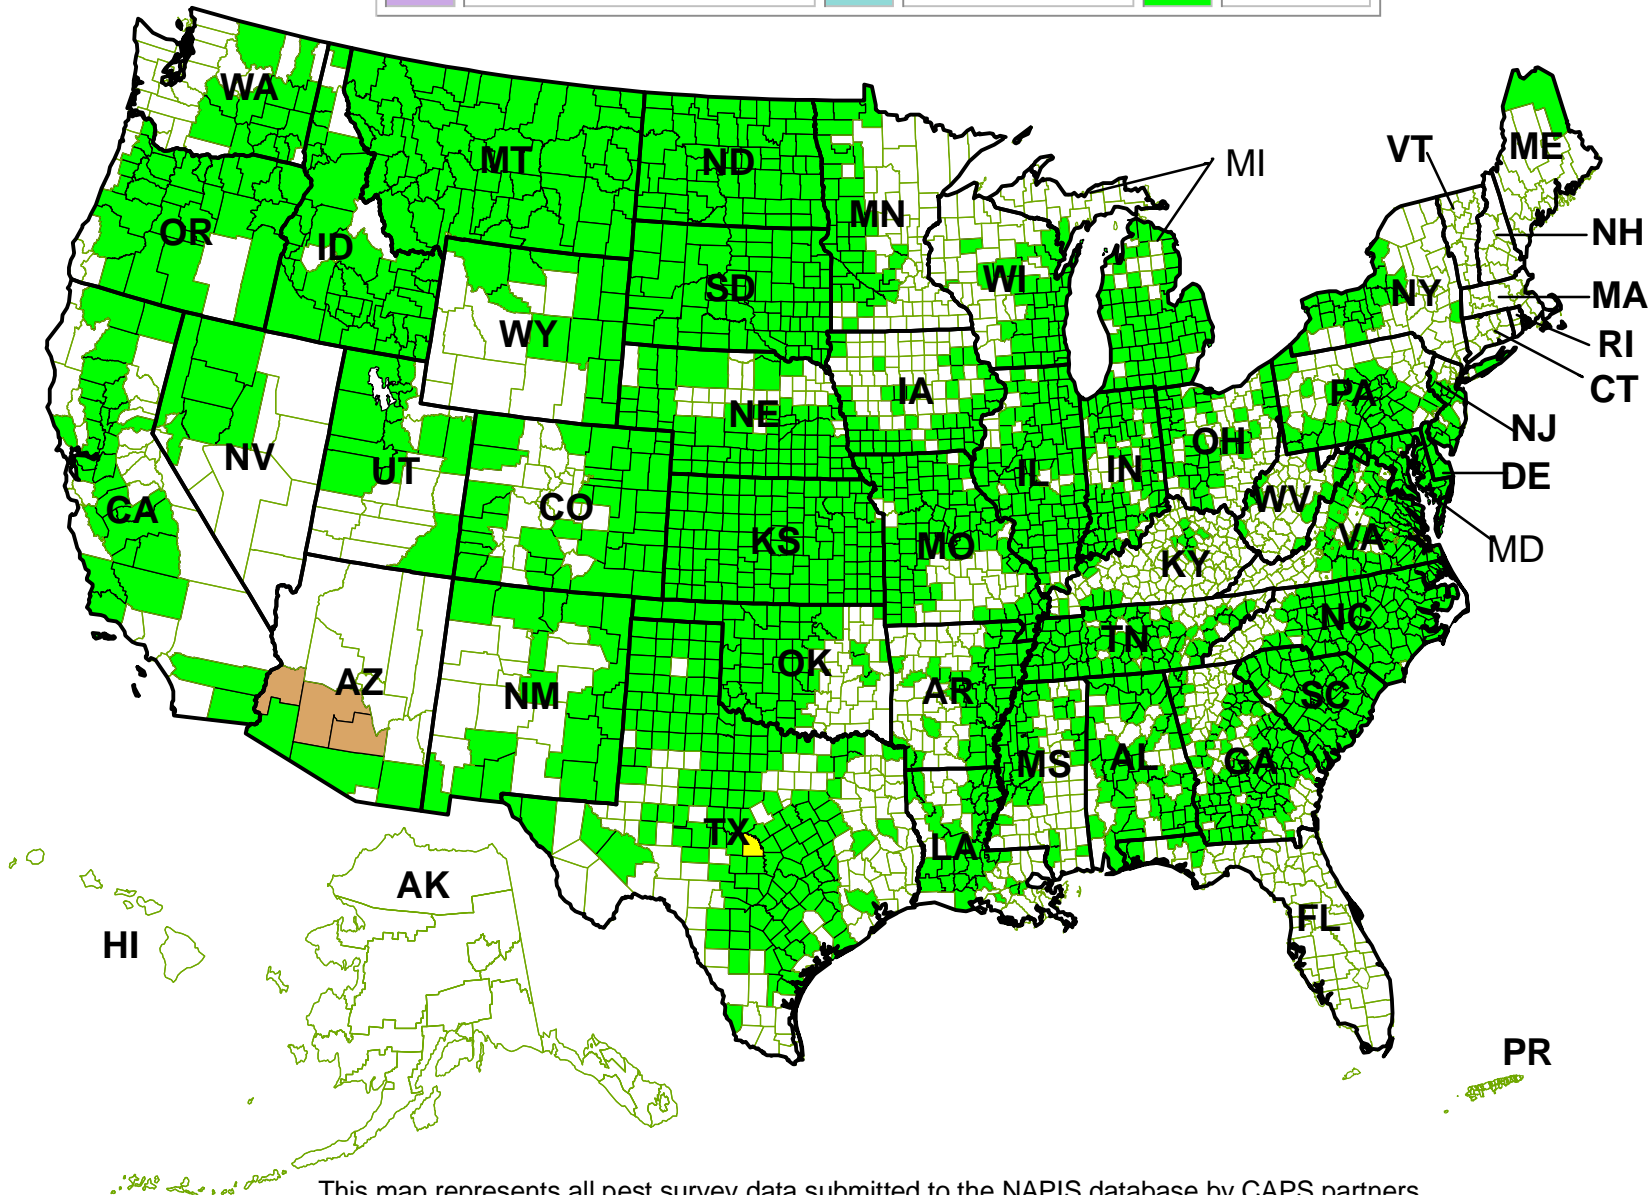 WA
MT
ND
MN
MI
VT
ME
OR
ID
SD
WI
NY
NH
MA
WY
RI
IA
PA
CT
NE
NV
UT
IL
IN
OH
NJ
CA
CO
KS
MO
WV
DE
KY
VA
MD
AZ
NM
OK
AR
TN
NC
SC
MS
AL
GA
TX
LA
AK
HI
FL
PR
This map represents all pest survey data submitted to the NAPIS database by CAPS partners